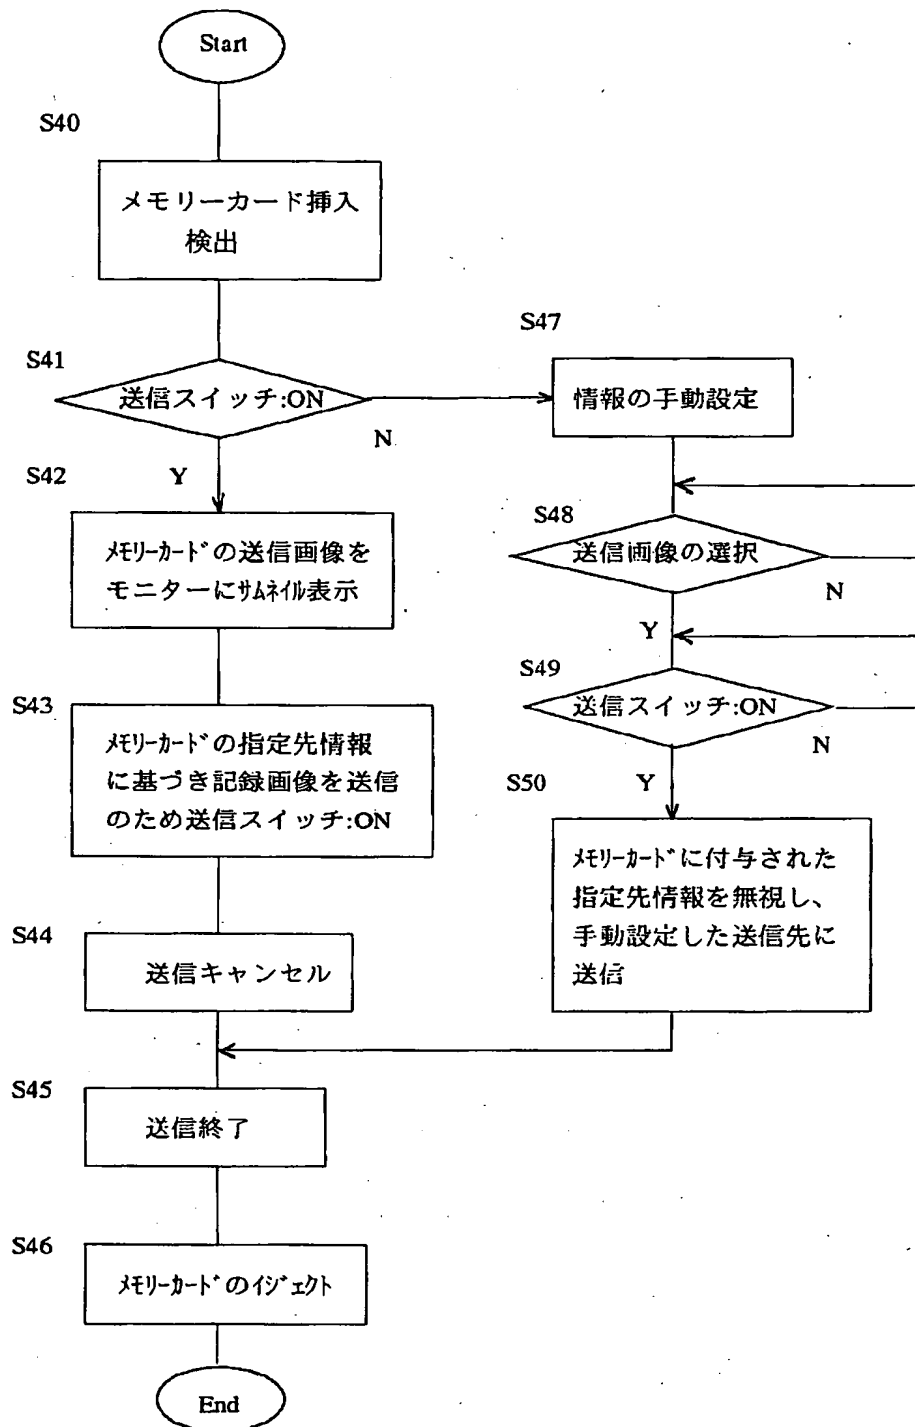 Start
S40
メモリーカード挿入
検出
S41
送信スイッチ:ON
N
Y
S42
ﾒﾓﾘｰｶｰﾄﾞの送信画像を
モニターにｻﾑﾈｲﾙ表示
S43
ﾒﾓﾘｰｶｰﾄﾞの指定先情報
に基づき記録画像を送信
のため送信スイッチ:ON
S44
送信キャンセル
S45
送信終了
S46
ﾒﾓﾘｰｶｰﾄﾞのｲｼﾞｪｸﾄ
End
S47
情報の手動設定
S48
送信画像の選択
N
Y
S49
送信スイッチ:ON
N
Y
S50
ﾒﾓﾘｰｶｰﾄﾞに付与された
指定先情報を無視し、
手動設定した送信先に
送信